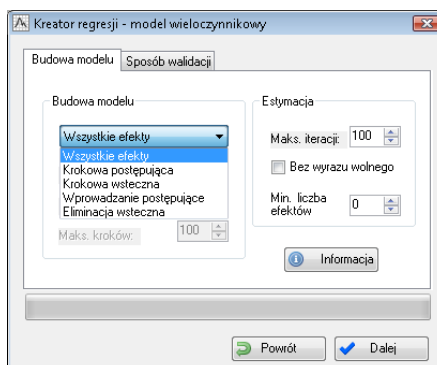 Kreator regresji - model wieloczynnikowy
Budowa modelu
Sposób walidacji
Budowa modelu
Wszystkie efekty
Wszystkie efekty
Krokowa postępująca
Krokowa wsteczna
Wprowadzanie postępujące
Eliminacja wsteczna
Maks. kroków: 100
Estymacja
Maks. iteracji: 100
Bez wyrazu wolnego
Min. liczba
efektów 0
Informacja
Powrót
Dalej